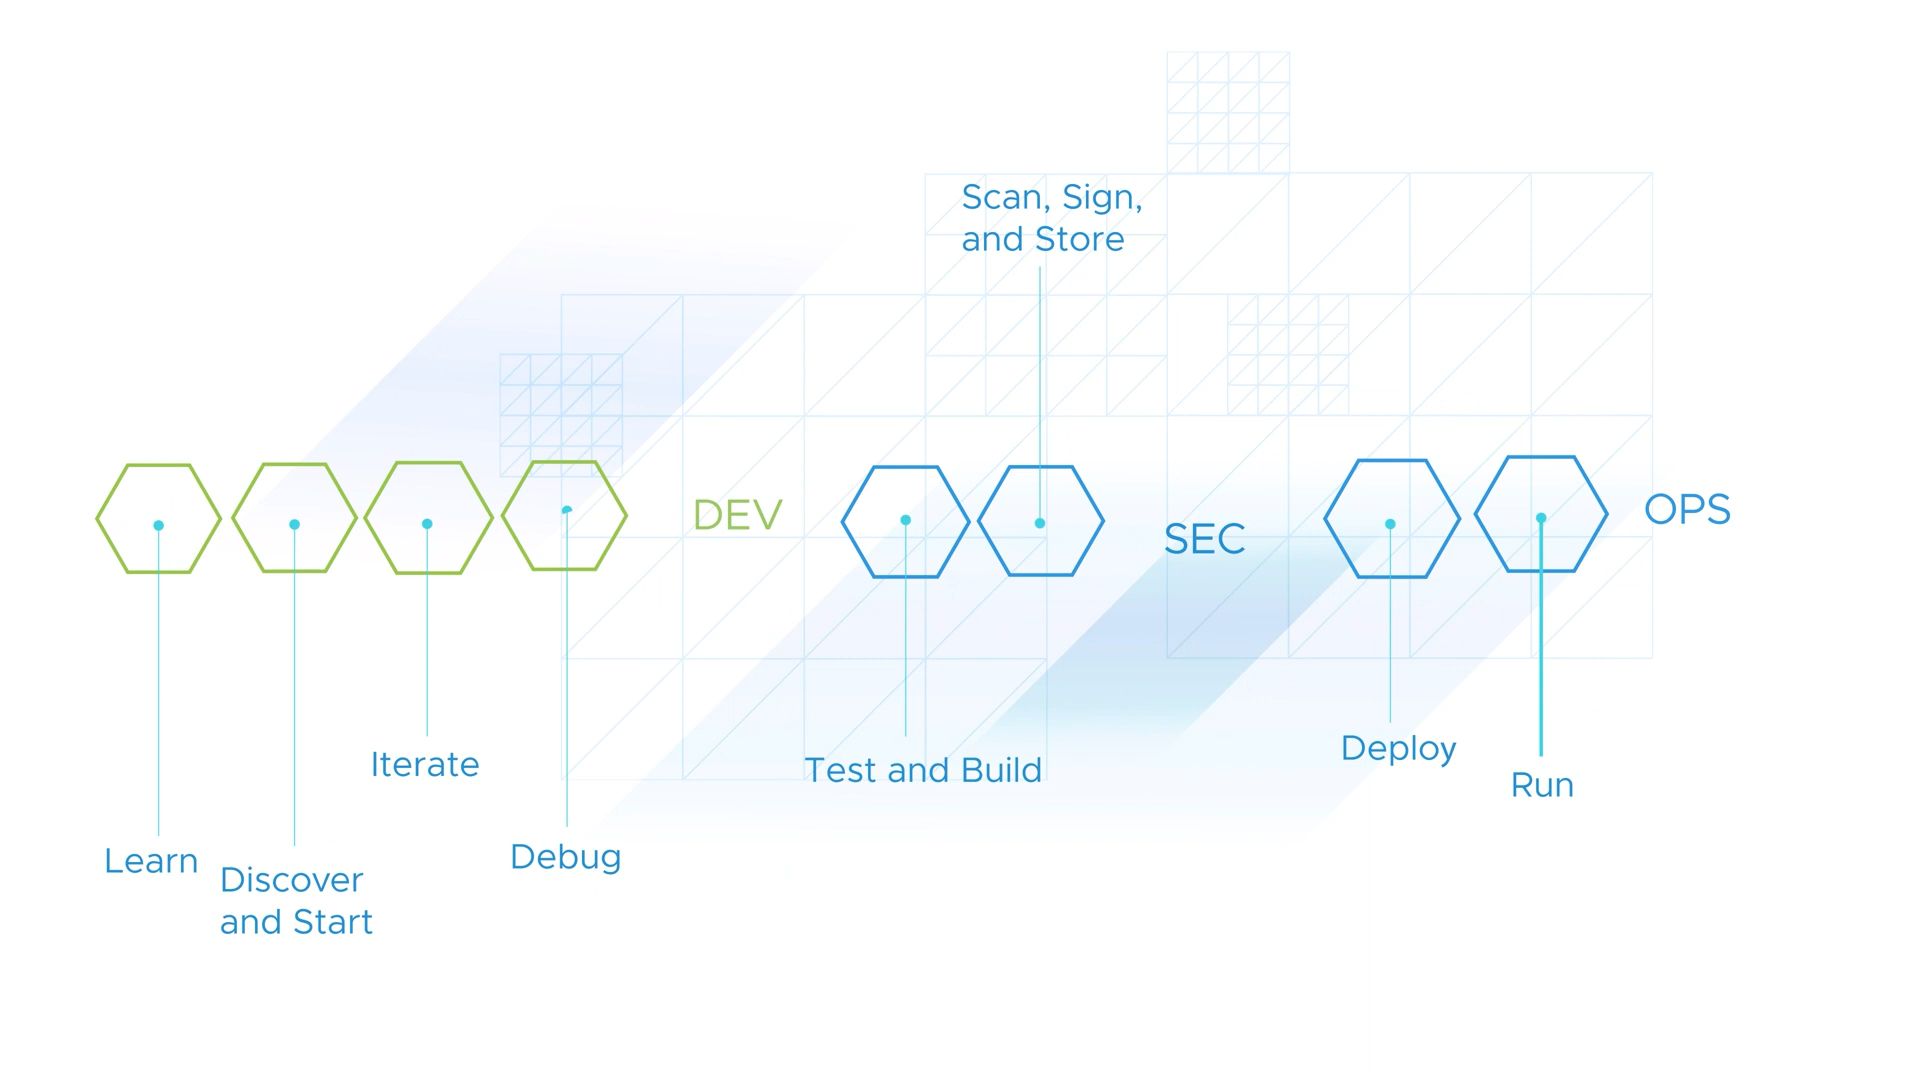 Scan, Sign,
and Store
DEV
SEC
OPS
Learn
Discover
and Start
Iterate
Debug
Test and Build
Deploy
Run